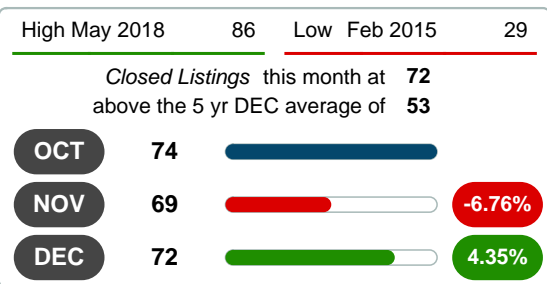 High May 2018 86 Low Feb 2015 29
Closed Listings this month at 72
above the 5 yr DEC average of 53
OCT 74
NOV 69 -6.76%
DEC 72 4.35%